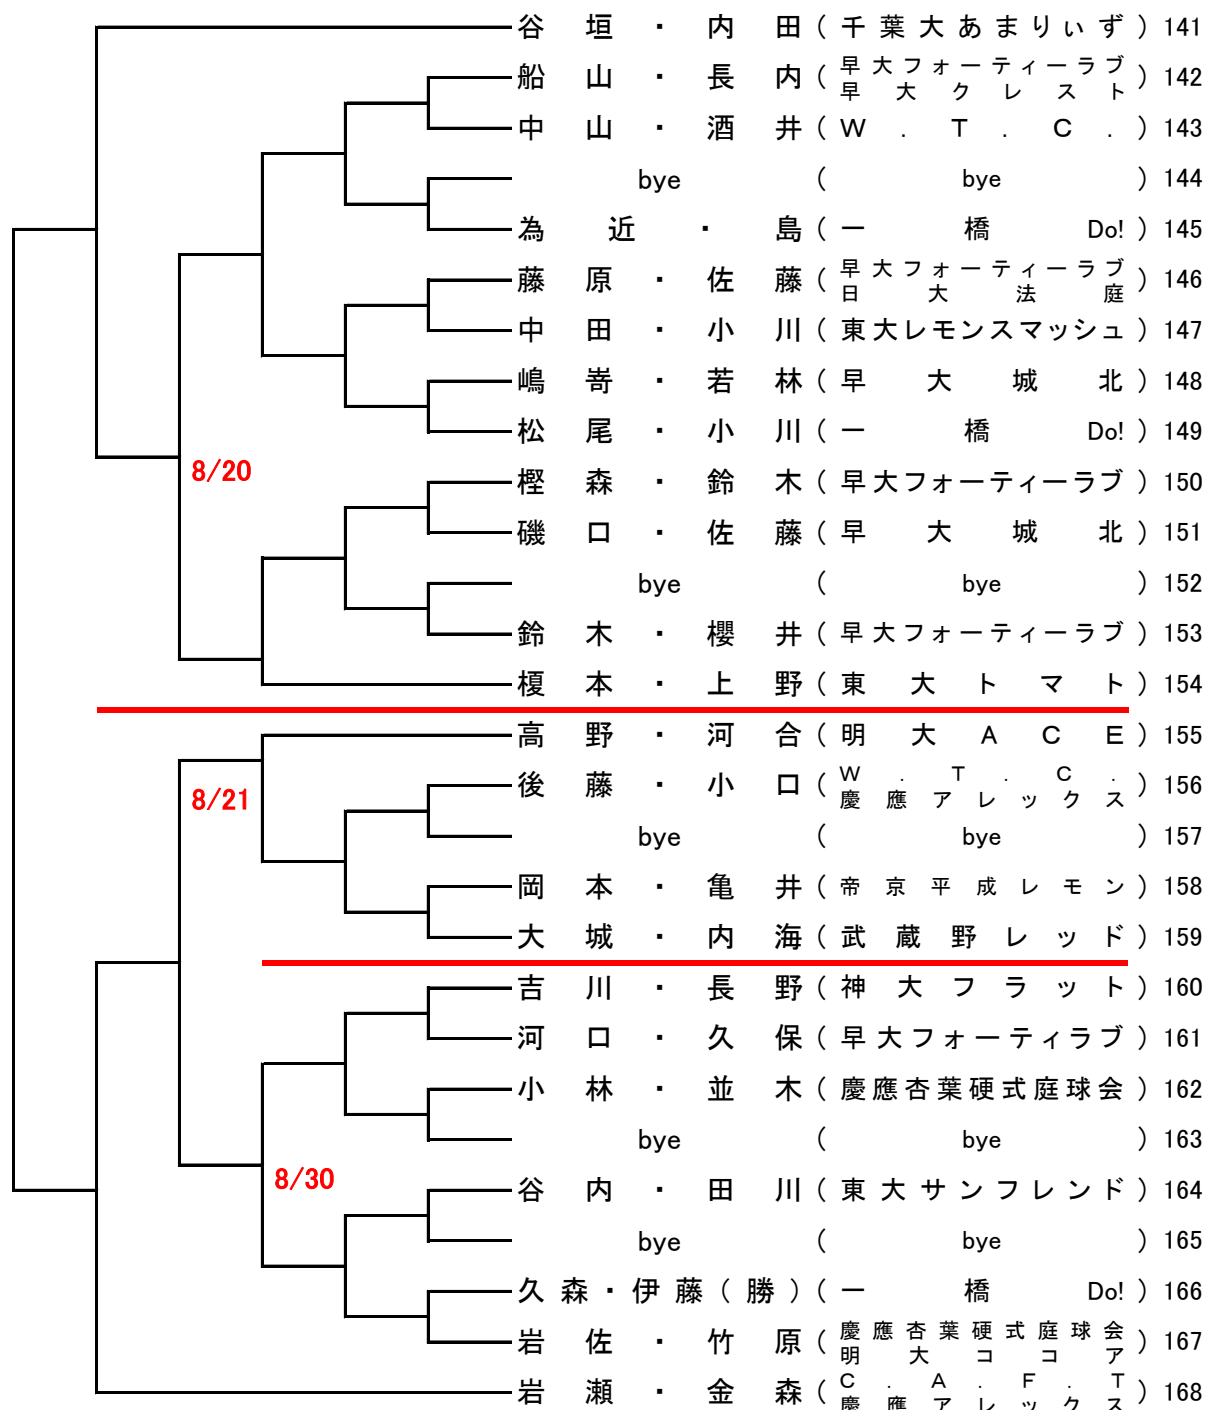 谷垣・内田（千葉大あまりぃず）141
船山・長内（早大フォーティーラブ
早大クレスト）142
中山・酒井（W．T．C．）143
bye（bye）144
為近・島（一橋Do!）145
藤原・佐藤（早大フォーティーラブ
日大法庭）146
中田・小川（東大レモンスマッシュ）147
嶋嵜・若林（早大城北）148
松尾・小川（一橋Do!）149
8/20
樫森・鈴木（早大フォーティーラブ）150
磯口・佐藤（早大城北）151
bye（bye）152
鈴木・櫻井（早大フォーティーラブ）153
榎本・上野（東大トマト）154
高野・河合（明大ACE）155
8/21
後藤・小口（W．T．C．
慶應アレックス）156
bye（bye）157
岡本・亀井（帝京平成レモン）158
大城・内海（武蔵野レッド）159
吉川・長野（神大フラット）160
河口・久保（早大フォーティラブ）161
小林・並木（慶應杏葉硬式庭球会）162
bye（bye）163
8/30
谷内・田川（東大サンフレンド）164
bye（bye）165
久森・伊藤（勝）（一橋Do!）166
岩佐・竹原（慶應杏葉硬式庭球会
明大ココア）167
岩瀬・金森（C．A．F．T
慶應アレックス）168